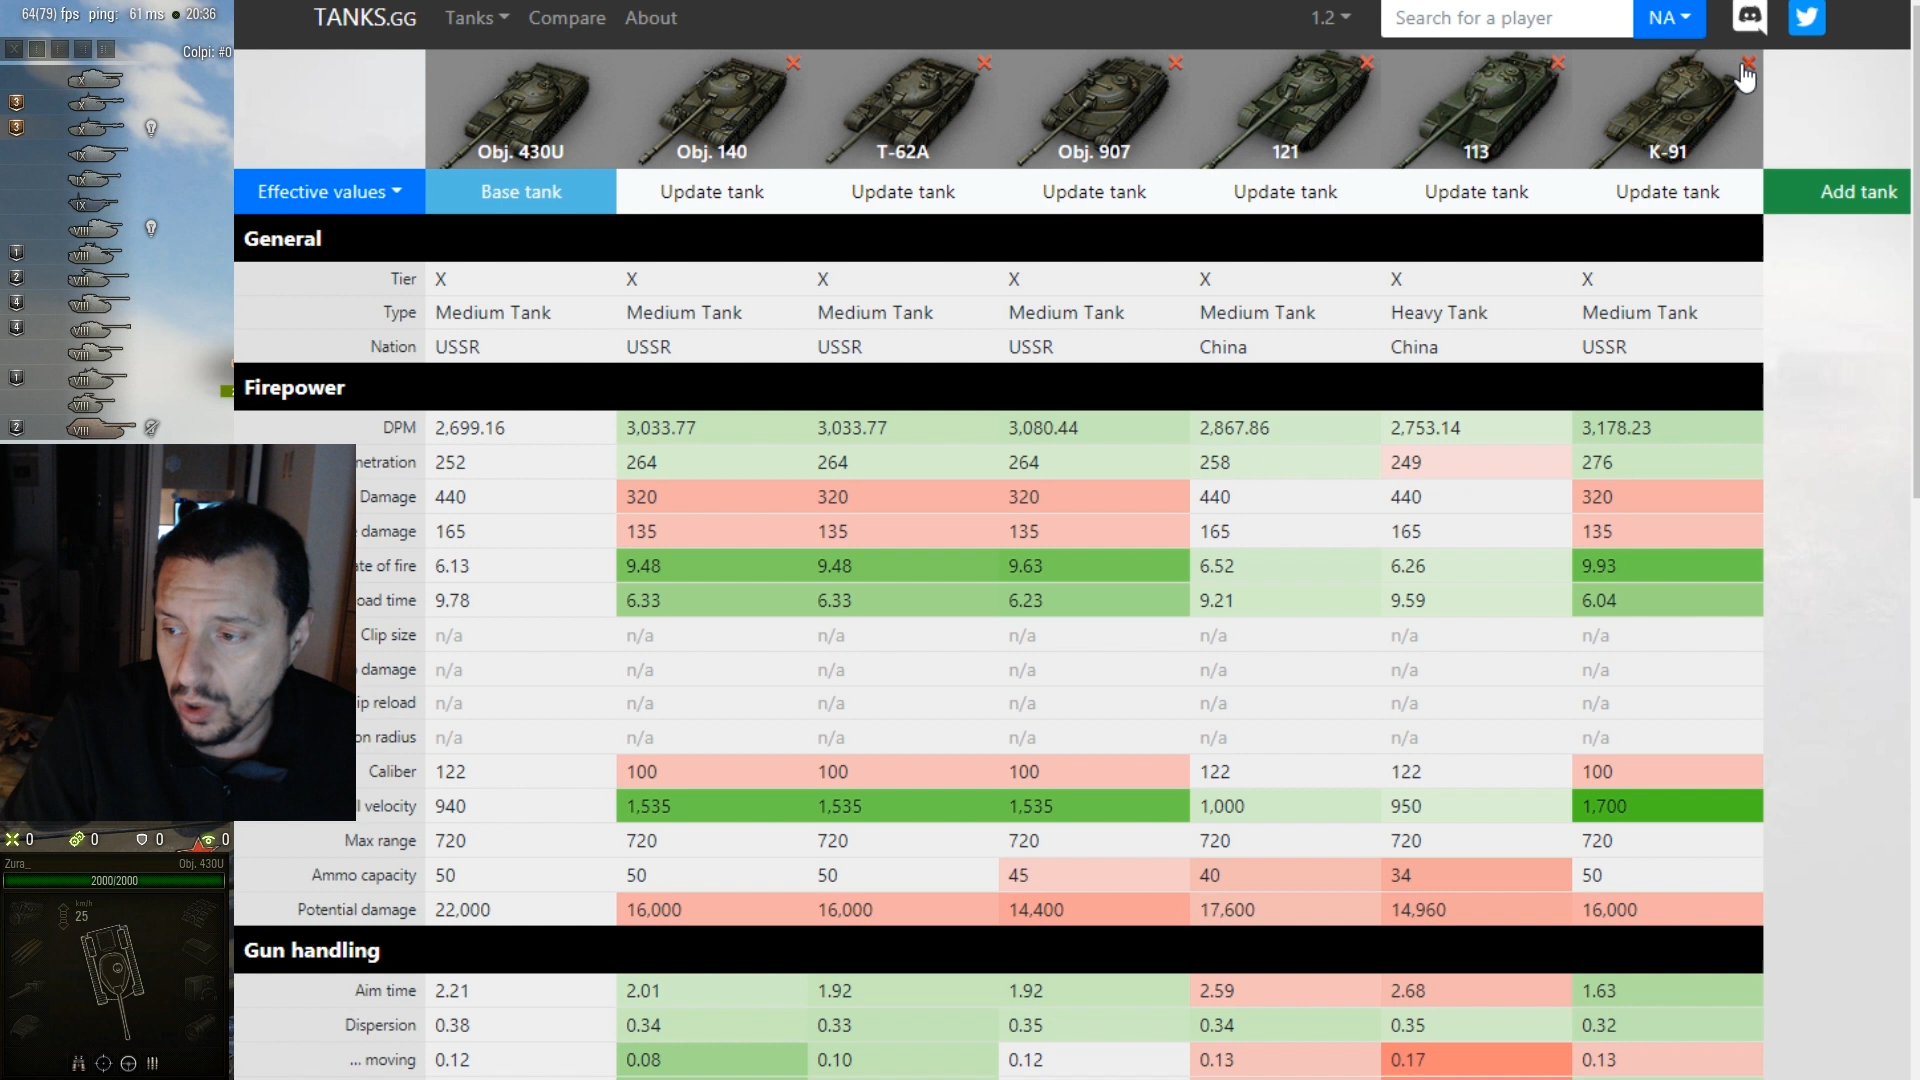 64(79) fps ping: 61 ms 20:36
Colpi: #0
TANKS.GG Tanks Compare About 1.2 Search for a player NA
Obj. 430U Obj. 140 T-62A Obj. 907 121 113 K-91
Effective values Base tank Update tank Update tank Update tank Update tank Update tank Update tank Add tank
General
Tier X X X X X X X
Type Medium Tank Medium Tank Medium Tank Medium Tank Medium Tank Heavy Tank Medium Tank
Nation USSR USSR USSR USSR China China USSR
Firepower
DPM 2,699.16 3,033.77 3,033.77 3,080.44 2,867.86 2,753.14 3,178.23
netration 252 264 264 264 258 249 276
Damage 440 320 320 320 440 440 320
damage 165 135 135 135 165 165 135
ate of fire 6.13 9.48 9.48 9.63 6.52 6.26 9.93
oad time 9.78 6.33 6.33 6.23 9.21 9.59 6.04
Clip size n/a n/a n/a n/a n/a n/a n/a
damage n/a n/a n/a n/a n/a n/a n/a
ip reload n/a n/a n/a n/a n/a n/a n/a
on radius n/a n/a n/a n/a n/a n/a n/a
Caliber 122 100 100 100 122 122 100
l velocity 940 1,535 1,535 1,535 1,000 950 1,700
Max range 720 720 720 720 720 720 720
Ammo capacity 50 50 50 45 40 34 50
Potential damage 22,000 16,000 16,000 14,400 17,600 14,960 16,000
Gun handling
Aim time 2.21 2.01 1.92 1.92 2.59 2.68 1.63
Dispersion 0.38 0.34 0.33 0.35 0.34 0.35 0.32
... moving 0.12 0.08 0.10 0.12 0.13 0.17 0.13
0 0 0 0
Zura_ Obj. 430U
2000/2000
km/h
25